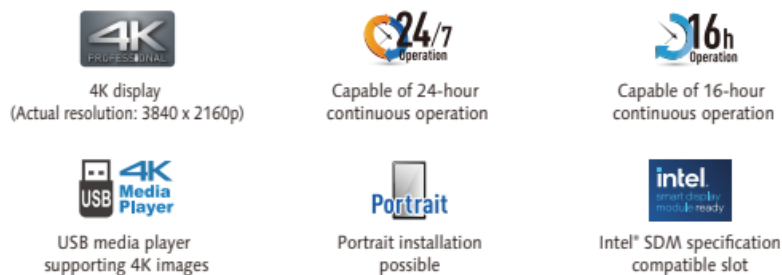 4K
PROFESSIONAL
4K display
(Actual resolution: 3840 x 2160p)
24/7
Operation
Capable of 24-hour
continuous operation
16h
Operation
Capable of 16-hour
continuous operation
USB
4K
Media
Player
USB media player
supporting 4K images
Portrait
Portrait installation
possible
intel.
smart display
module ready
Intel® SDM specification
compatible slot